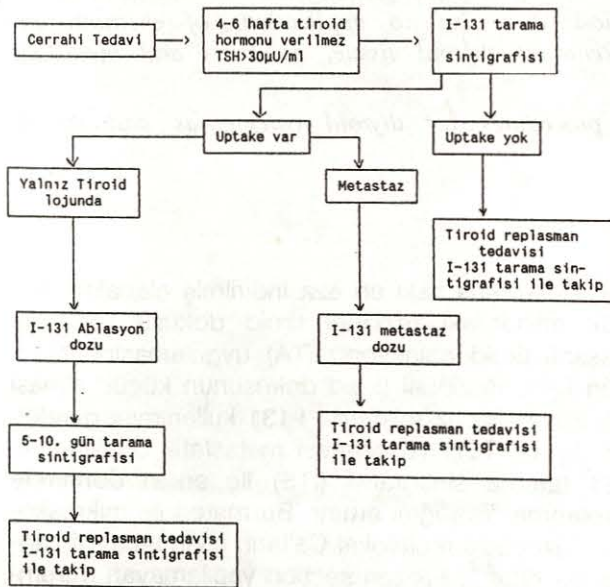 Cerrahi Tedavi
4-6 hafta tiroid
hormonu verilmez
TSH>30µU/ml
I-131 tarama
sintigrafisi
Uptake var
Uptake yok
Yalnız Tiroid
lojunda
Metastaz
Tiroid replasman
tedavisi
I-131 tarama sin-
tigrafisi ile takip
I-131 Ablasyon
dozu
I-131 metastaz
dozu
5-10. gün tarama
sintigrafisi
Tiroid replasman tedavisi
I-131 tarama sintigrafisi
ile takip
Tiroid replasman tedavisi
I-131 tarama sintigrafisi
ile takip